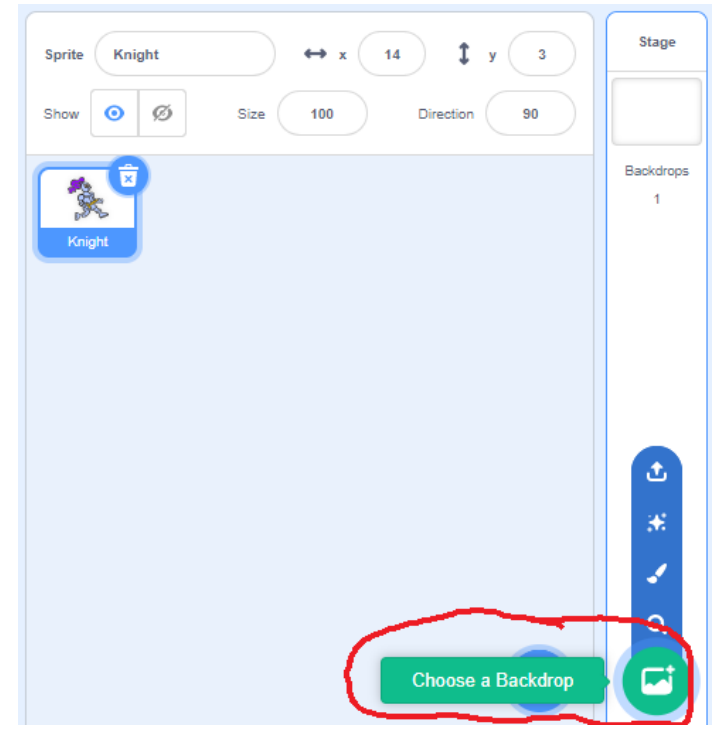 Sprite Knight x 14 y 3
Show Size 100 Direction 90
Knight
Stage
Backdrops
1
Choose a Backdrop